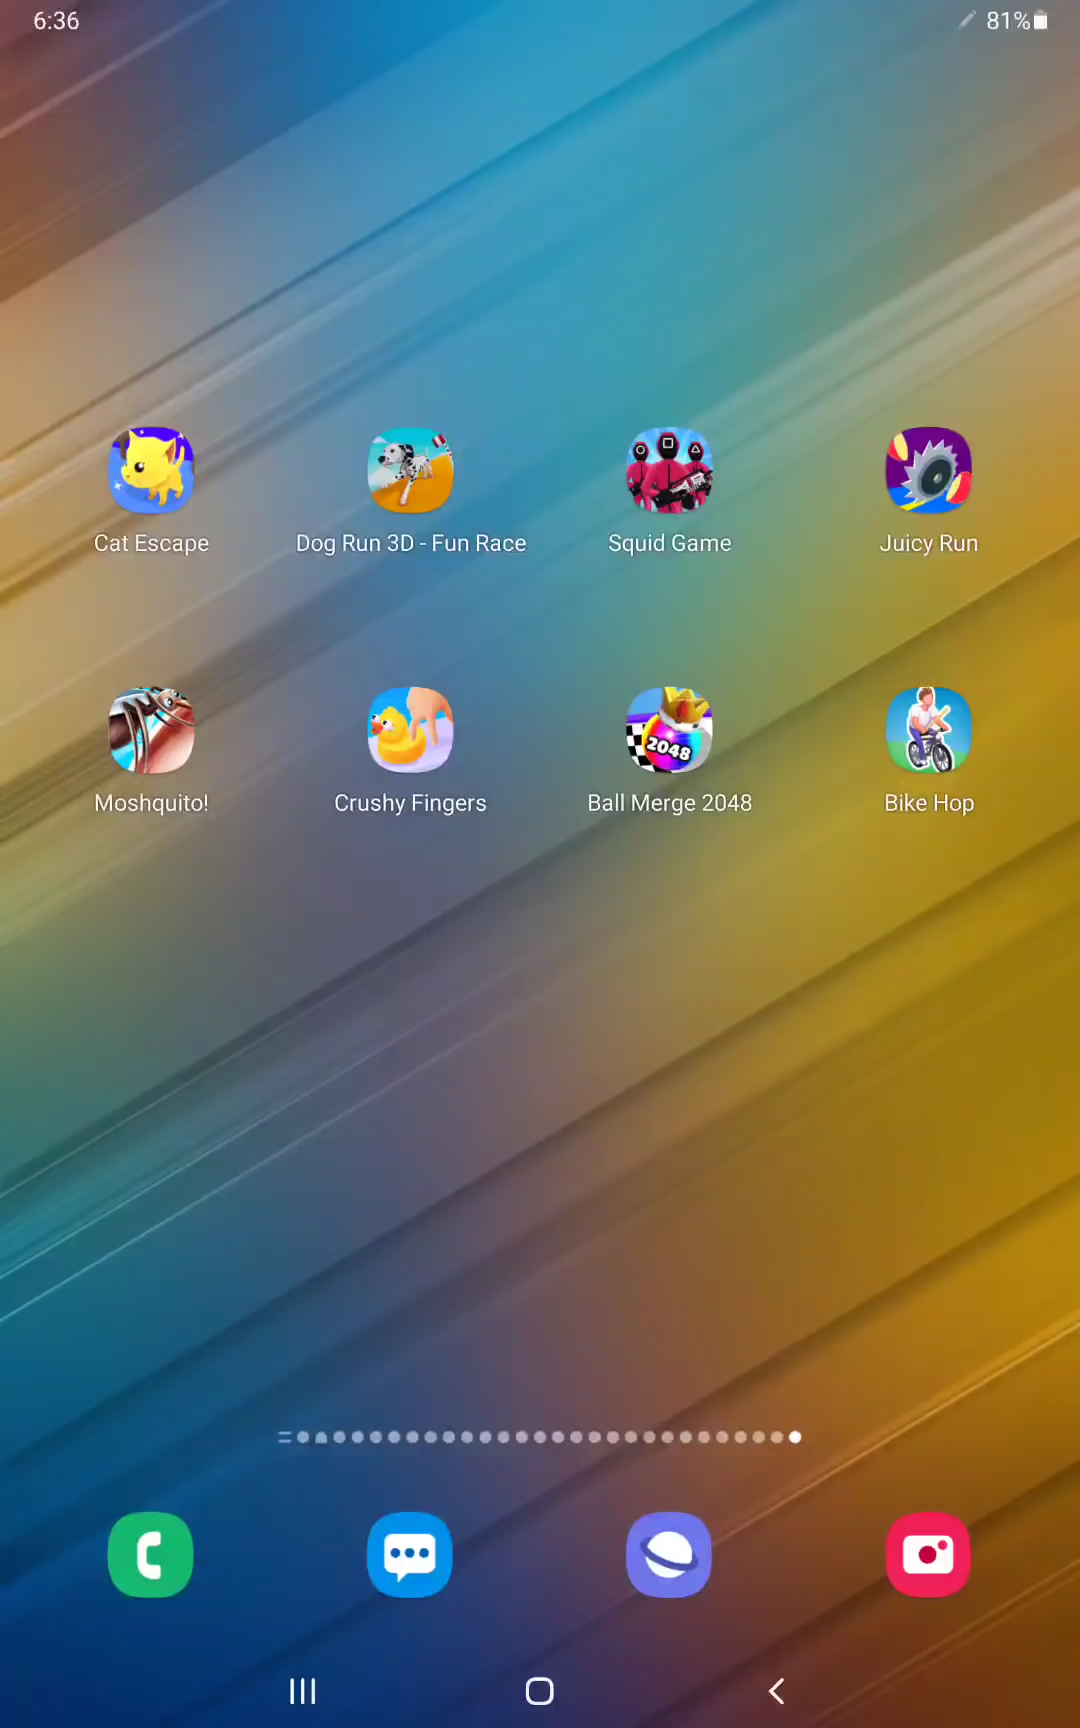 6:36
81%
Cat Escape
Dog Run 3D - Fun Race
Squid Game
Juicy Run
2048
Moshquito!
Crushy Fingers
Ball Merge 2048
Bike Hop